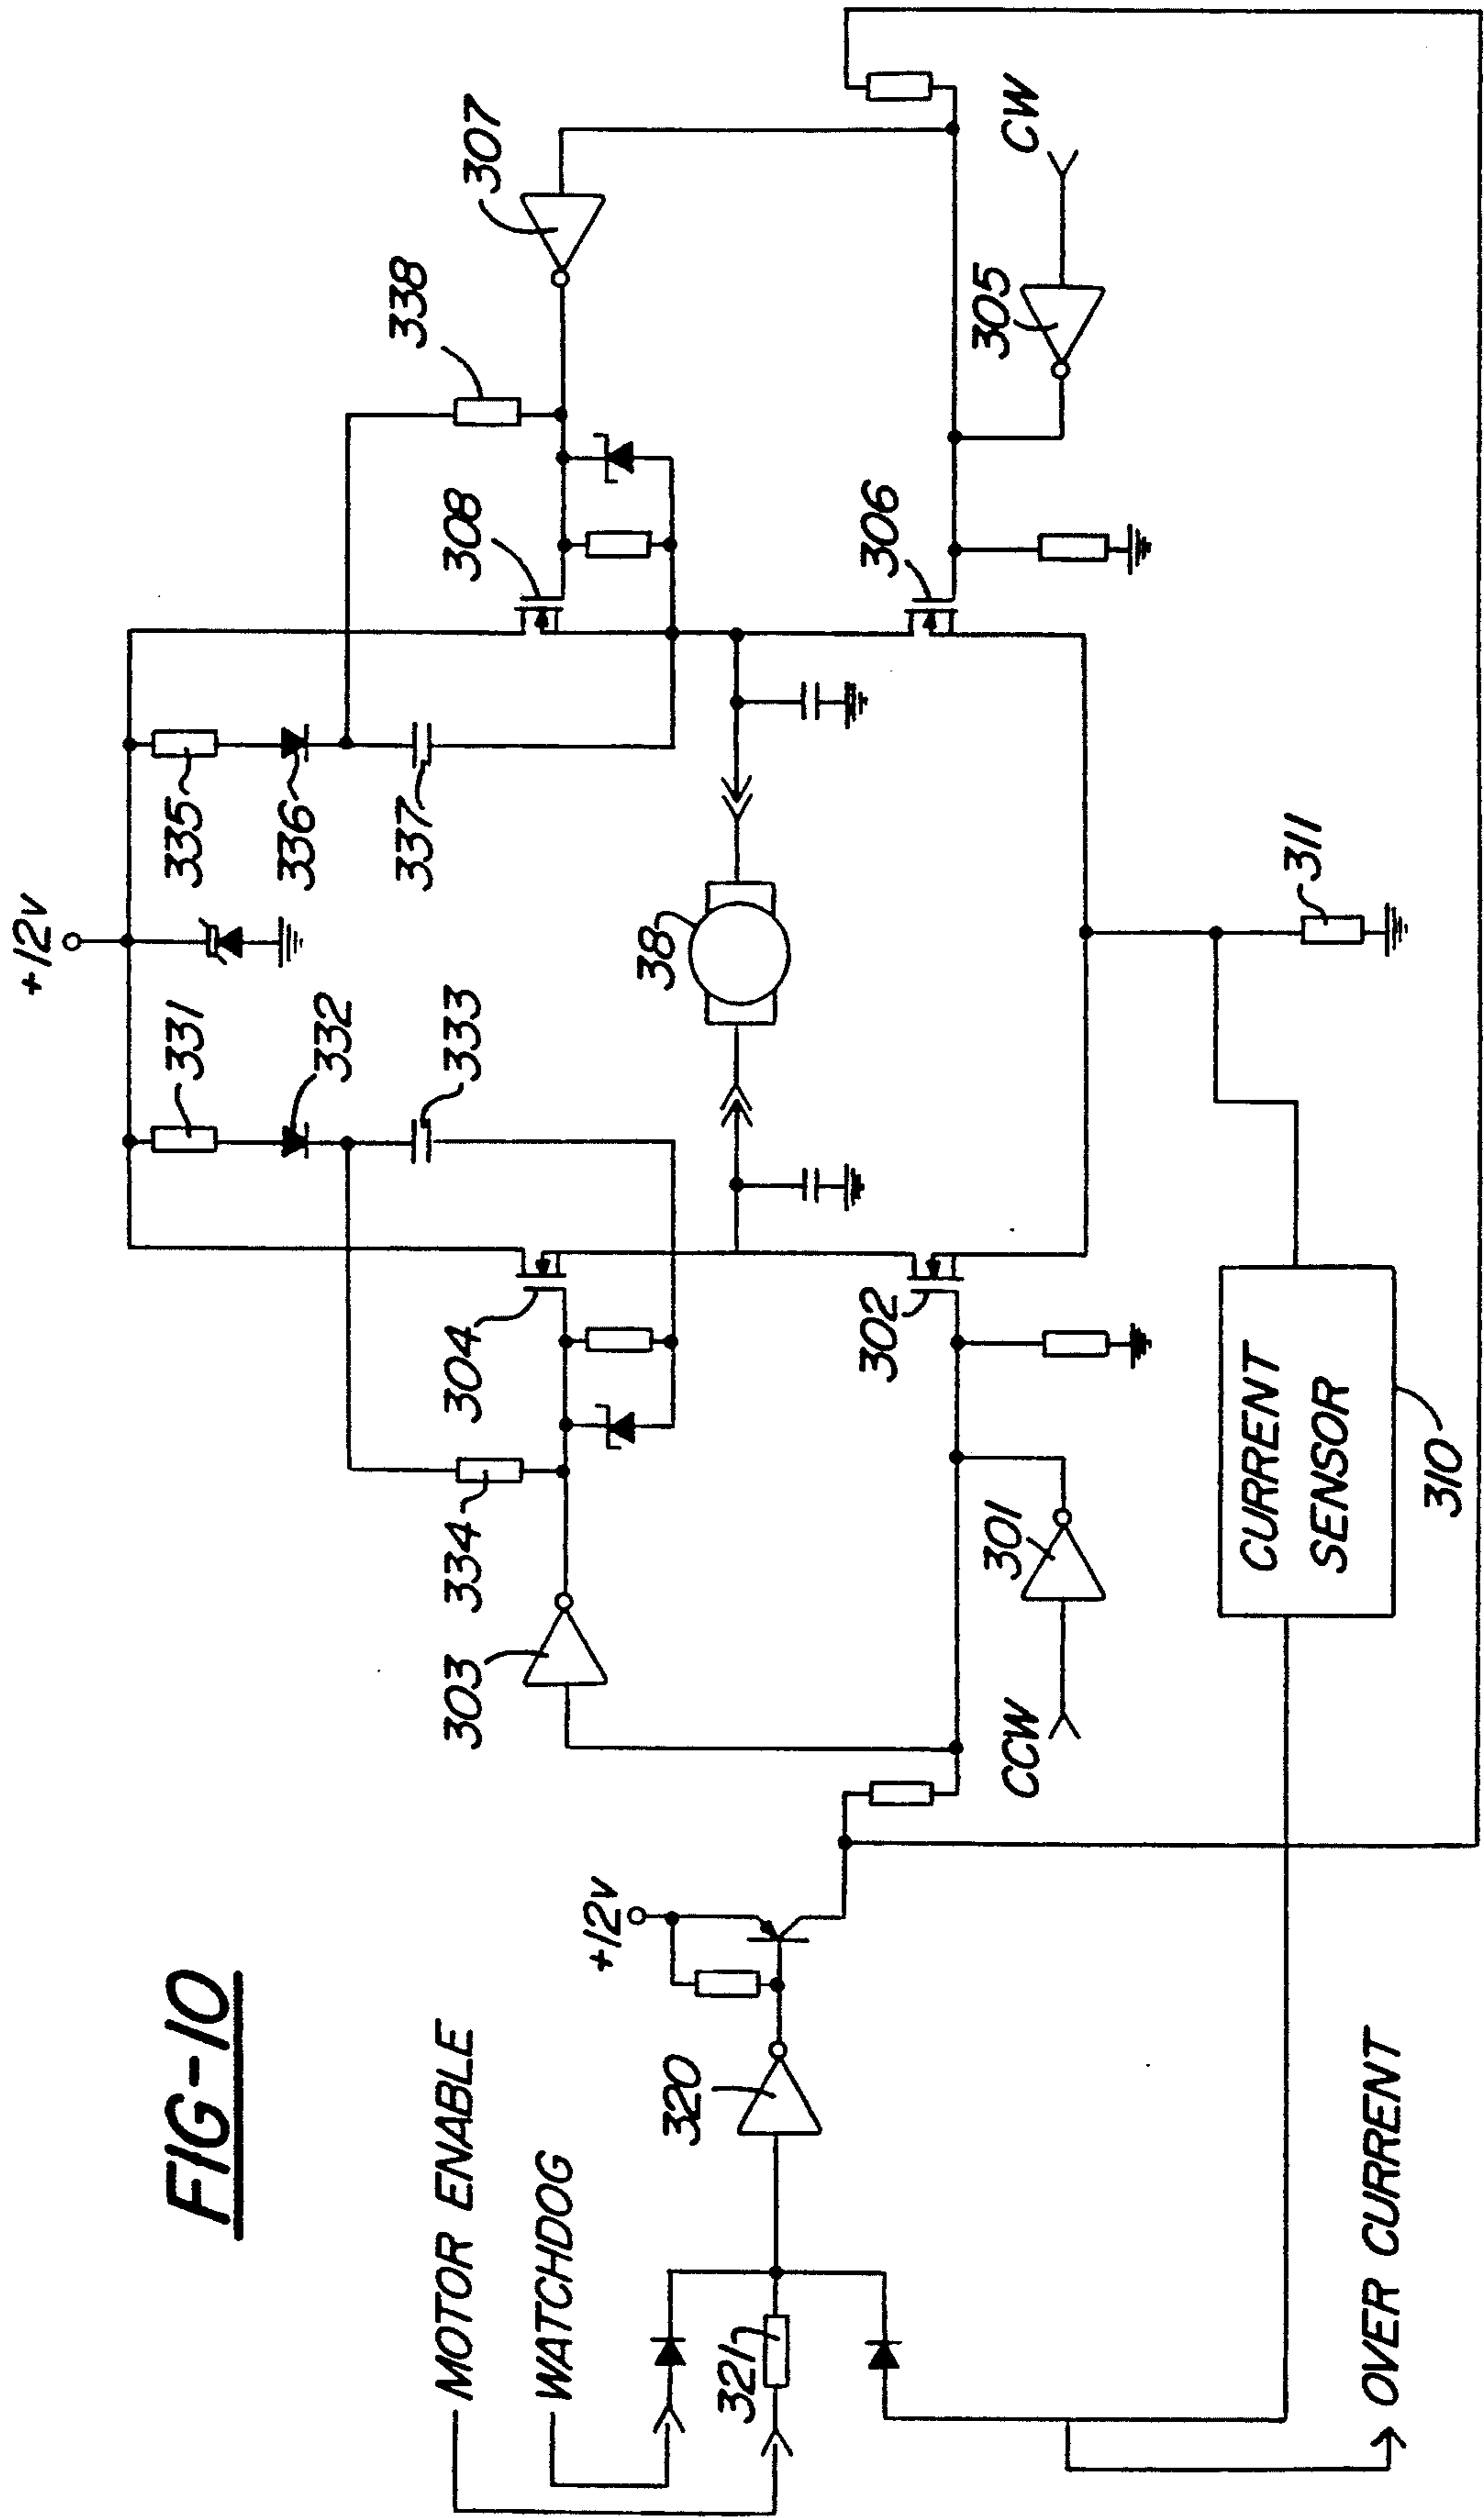 FIG-10
+12v
331
332
333
335
336
337
338
307
308
304
334
303
38
306
302
CW
305
301
CCW
311
CURRENT
SENSOR
310
+12v
MOTOR ENABLE
WATCHDOG
320
321
OVER CURRENT